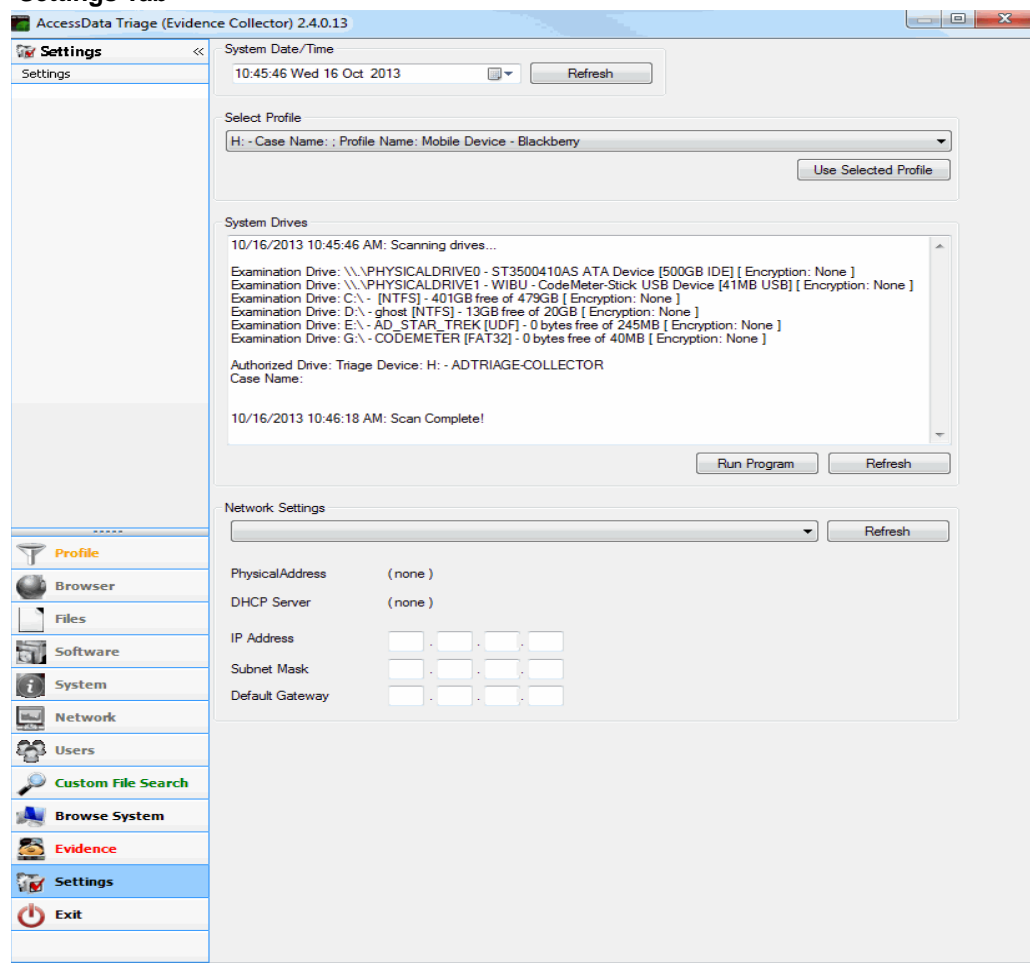 Settings Tab
AccessData Triage (Evidence Collector) 2.4.0.13
Settings «
Settings
System Date/Time
10:45:46 Wed 16 Oct 2013
Refresh
Select Profile
H: - Case Name: ; Profile Name: Mobile Device - Blackberry
Use Selected Profile
System Drives
10/16/2013 10:45:46 AM: Scanning drives...
Examination Drive: \\.\PHYSICALDRIVE0 - ST3500410AS ATA Device [500GB IDE] [ Encryption: None ]
Examination Drive: \\.\PHYSICALDRIVE1 - WIBU - CodeMeter-Stick USB Device [41MB USB] [ Encryption: None ]
Examination Drive: C:\ - [NTFS] - 401GB free of 479GB [ Encryption: None ]
Examination Drive: D:\ - ghost [NTFS] - 13GB free of 20GB [ Encryption: None ]
Examination Drive: E:\ - AD_STAR_TREK [UDF] - 0 bytes free of 245MB [ Encryption: None ]
Examination Drive: G:\ - CODEMETER [FAT32] - 0 bytes free of 40MB [ Encryption: None ]
Authorized Drive: Triage Device: H: - ADTRIAGE-COLLECTOR
Case Name:
10/16/2013 10:46:18 AM: Scan Complete!
Run Program
Refresh
Network Settings
Refresh
PhysicalAddress (none)
DHCP Server (none)
IP Address . . .
Subnet Mask . . .
Default Gateway . . .
Profile
Browser
Files
Software
System
Network
Users
Custom File Search
Browse System
Evidence
Settings
Exit